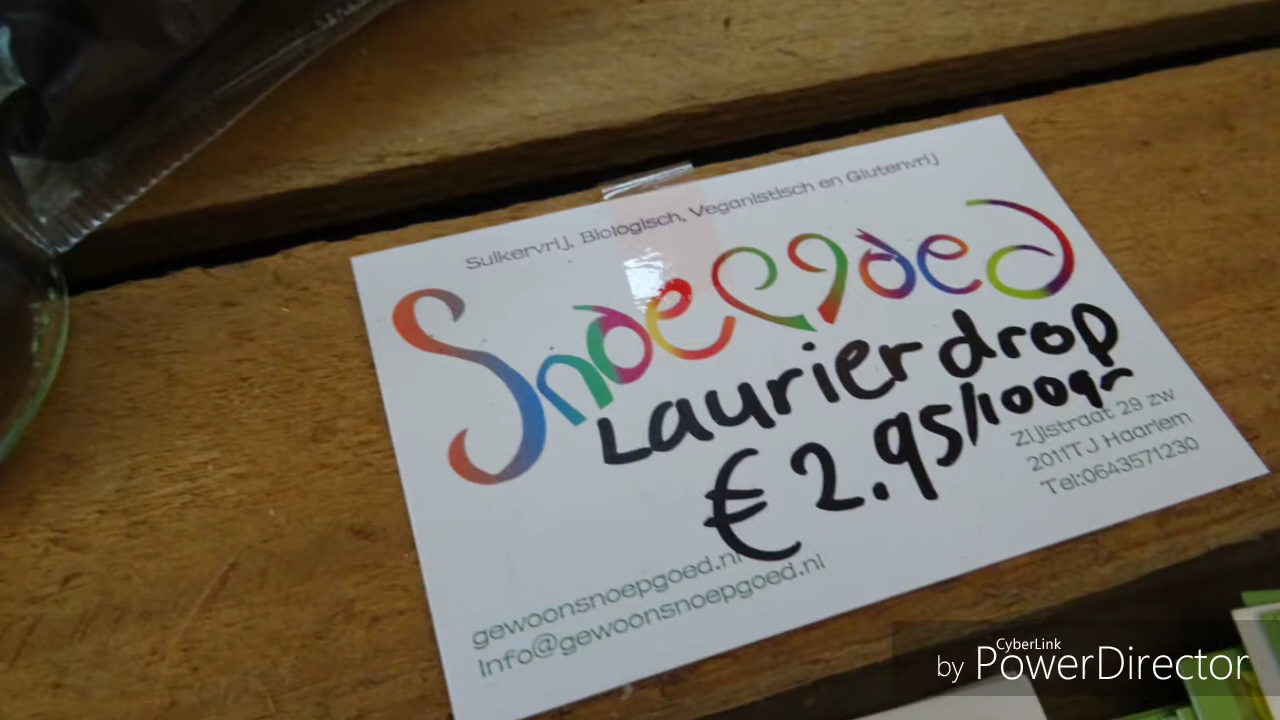 Suikervrij, Biologisch, Veganistisch en Glutenvrij
Snoepgoed
Laurierdrop
€ 2.95/100g
Zijlstraat 29 zw
2011TJ Haarlem
Tel:0643571230
gewoonsnoepgoed.nl
Info@gewoonsnoepgoed.nl
by CyberLink PowerDirector